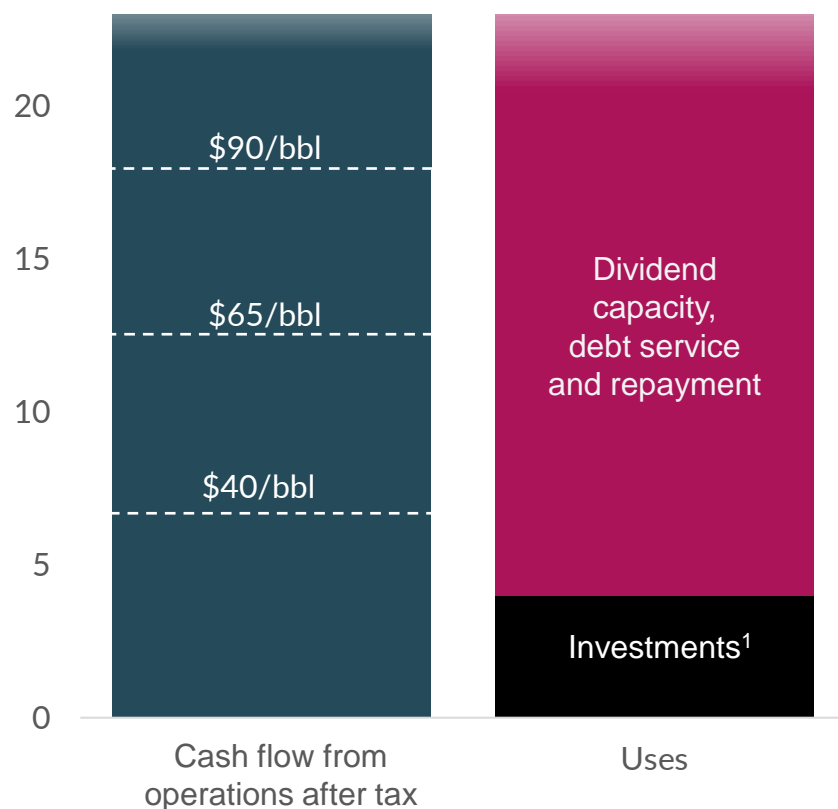 20
15
10
5
0
$90/bbl
$65/bbl
$40/bbl
Dividend
capacity,
debt service
and repayment
Investments¹
Cash flow from
operations after tax
Uses